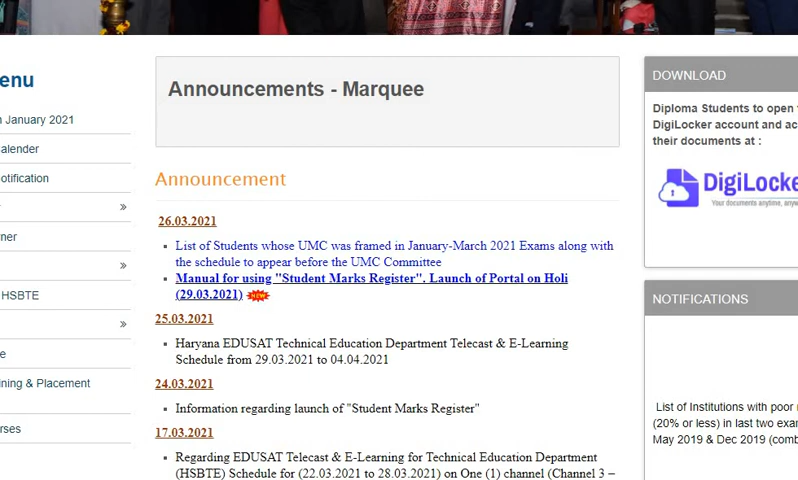 enu
January 2021
alender
otification
ner
HSBTE
e
ning & Placement
rses
Announcements - Marquee
Announcement
26.03.2021
List of Students whose UMC was framed in January-March 2021 Exams along with
the schedule to appear before the UMC Committee
Manual for using "Student Marks Register". Launch of Portal on Holi
(29.03.2021) NEW
25.03.2021
Haryana EDUSAT Technical Education Department Telecast & E-Learning
Schedule from 29.03.2021 to 04.04.2021
24.03.2021
Information regarding launch of "Student Marks Register"
17.03.2021
Regarding EDUSAT Telecast & E-Learning for Technical Education Department
(HSBTE) Schedule for (22.03.2021 to 28.03.2021) on One (1) channel (Channel 3 –
DOWNLOAD
Diploma Students to open
DigiLocker account and ac
their documents at :
DigiLocke
Your documents anytime, anyw
NOTIFICATIONS
List of Institutions with poor
(20% or less) in last two exa
May 2019 & Dec 2019 (comb